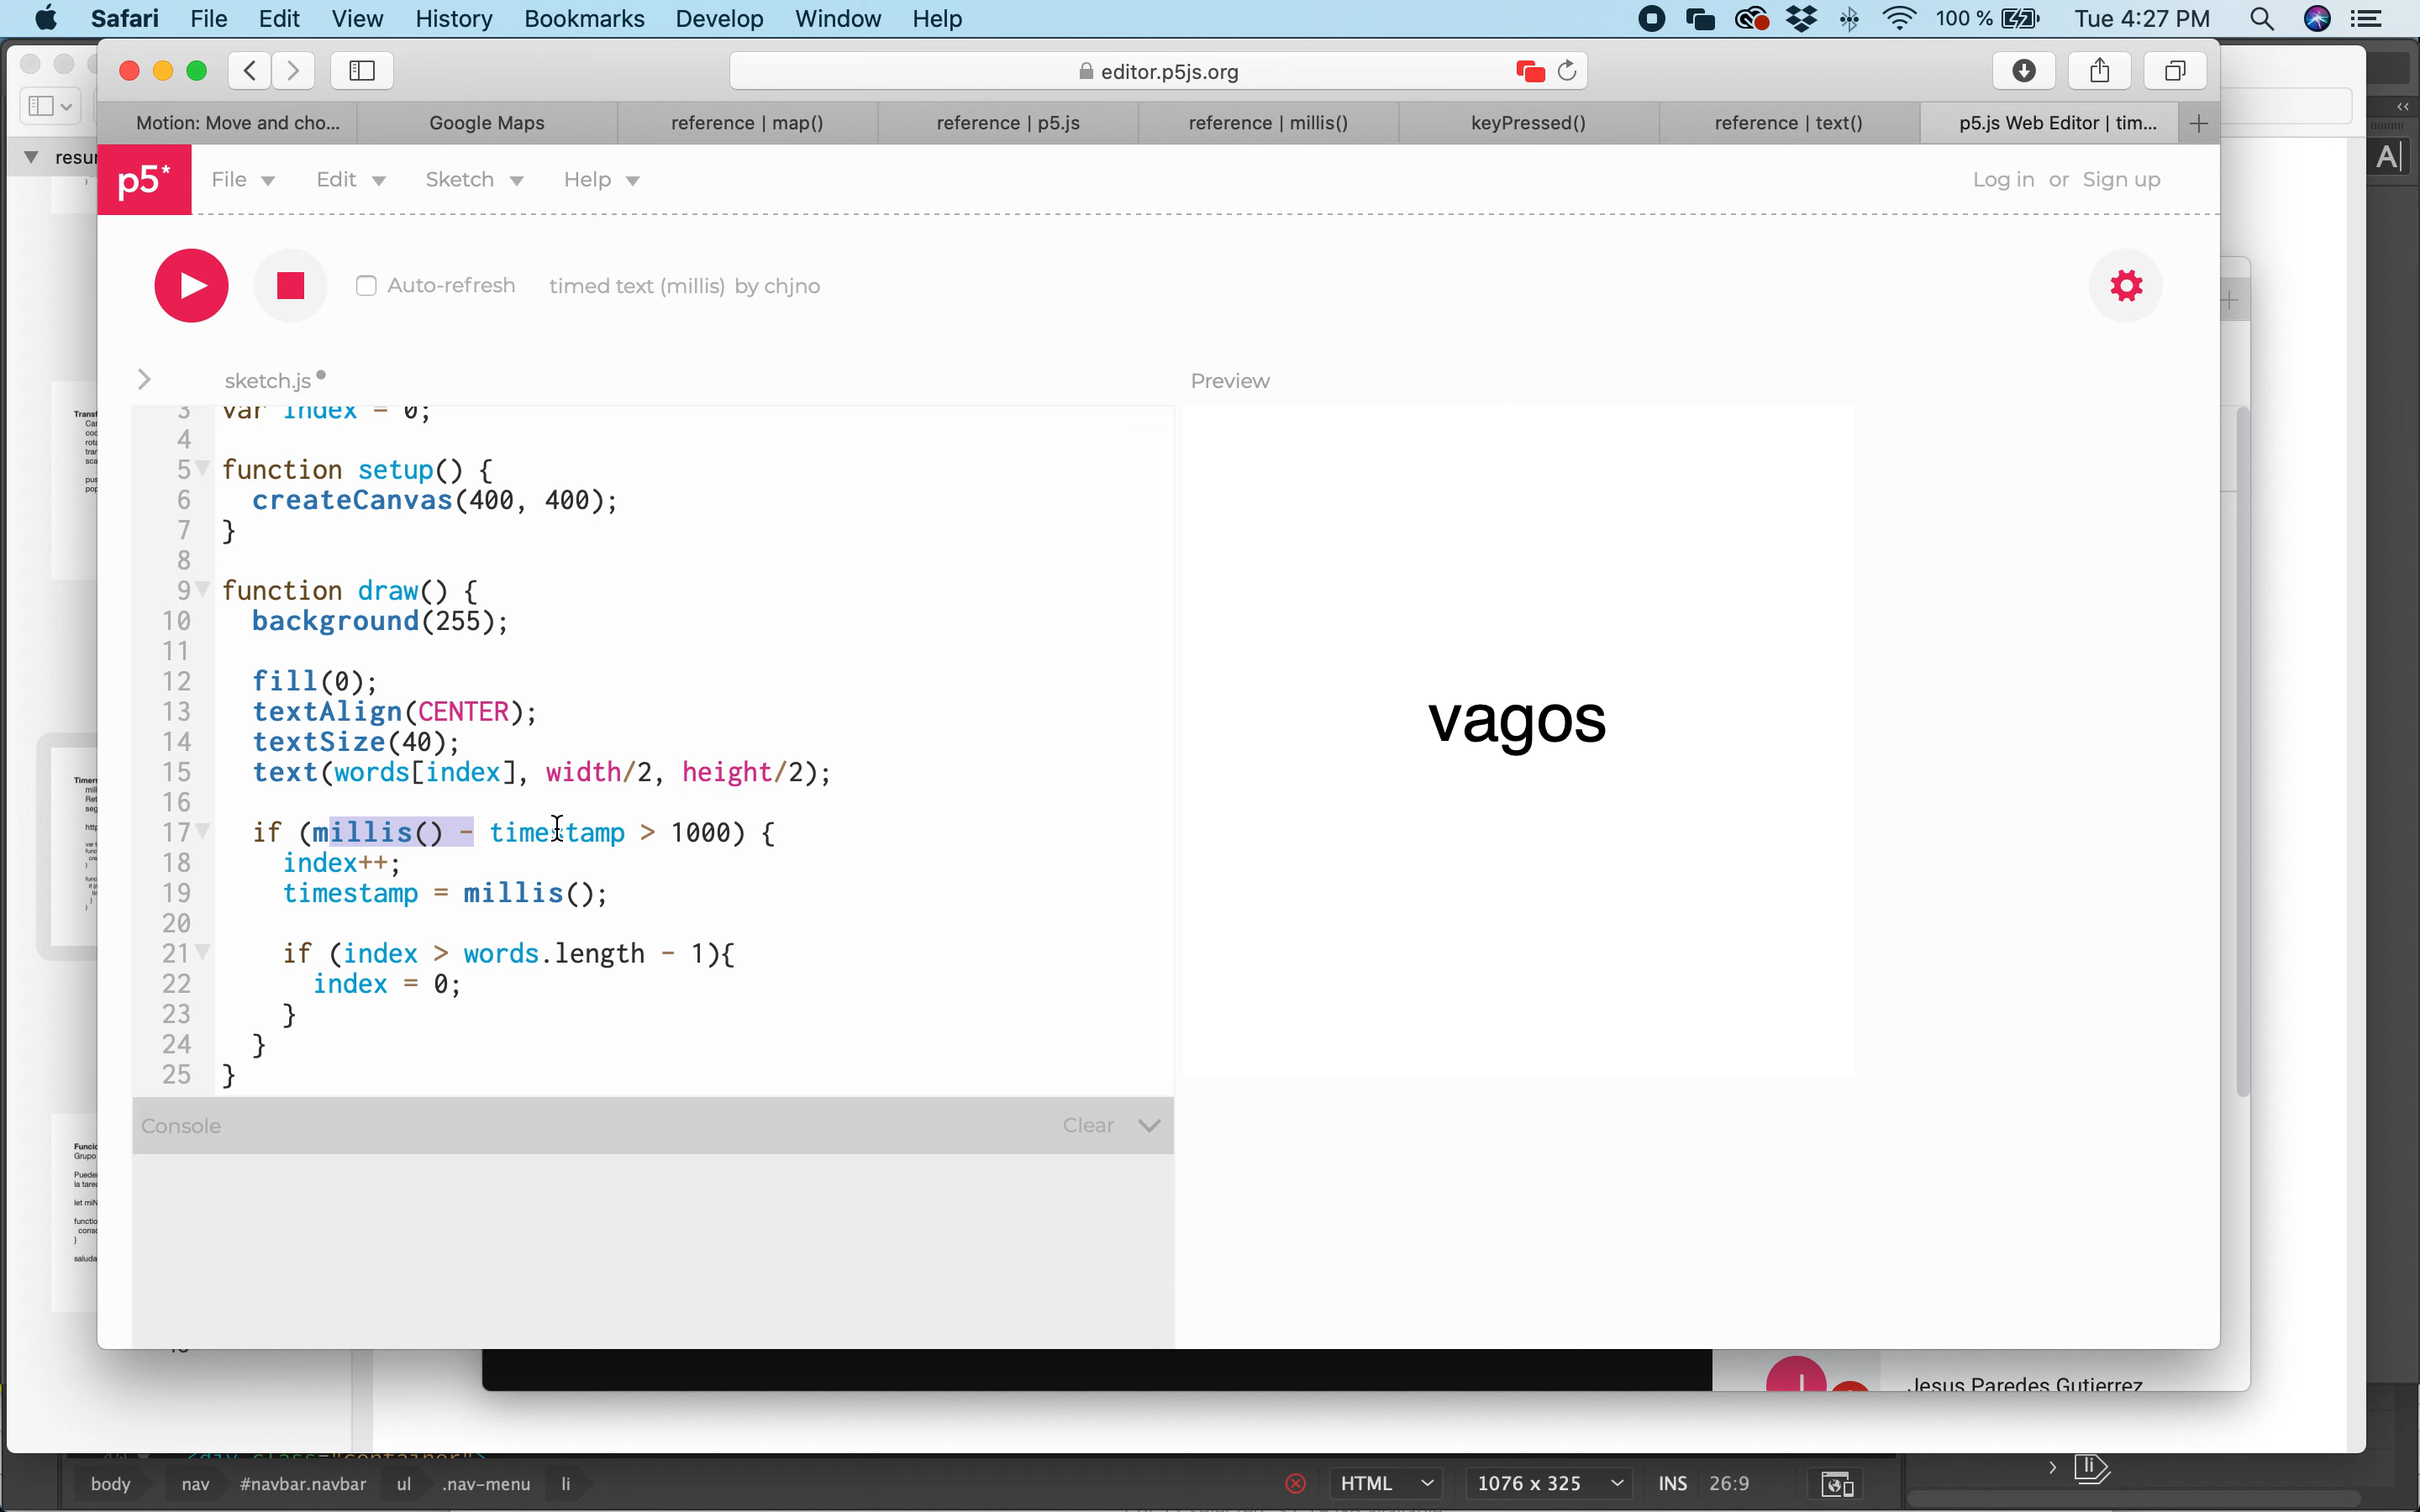 Safari File Edit View History Bookmarks Develop Window Help 100 % Tue 4:27 PM
editor.p5js.org
Motion: Move and cho... Google Maps reference | map() reference | p5.js reference | millis() keyPressed() reference | text() p5.js Web Editor | tim...
resur
A
p5* File Edit Sketch Help Log in or Sign up
Auto-refresh timed text (millis) by chjno
sketch.js
Preview
3 var index = 0;
4
5 function setup() {
6 createCanvas(400, 400);
7 }
8
9 function draw() {
10 background(255);
11
12 fill(0);
13 textAlign(CENTER);
14 textSize(40);
15 text(words[index], width/2, height/2);
16
17 if (millis() - timestamp > 1000) {
18 index++;
19 timestamp = millis();
20
21 if (index > words.length - 1){
22 index = 0;
23 }
24 }
25 }
vagos
Console Clear
Jesus Paredes Gutierrez
<div class="container">
body nav #navbar.navbar ul .nav-menu li HTML 1076 x 325 INS 26:9 li